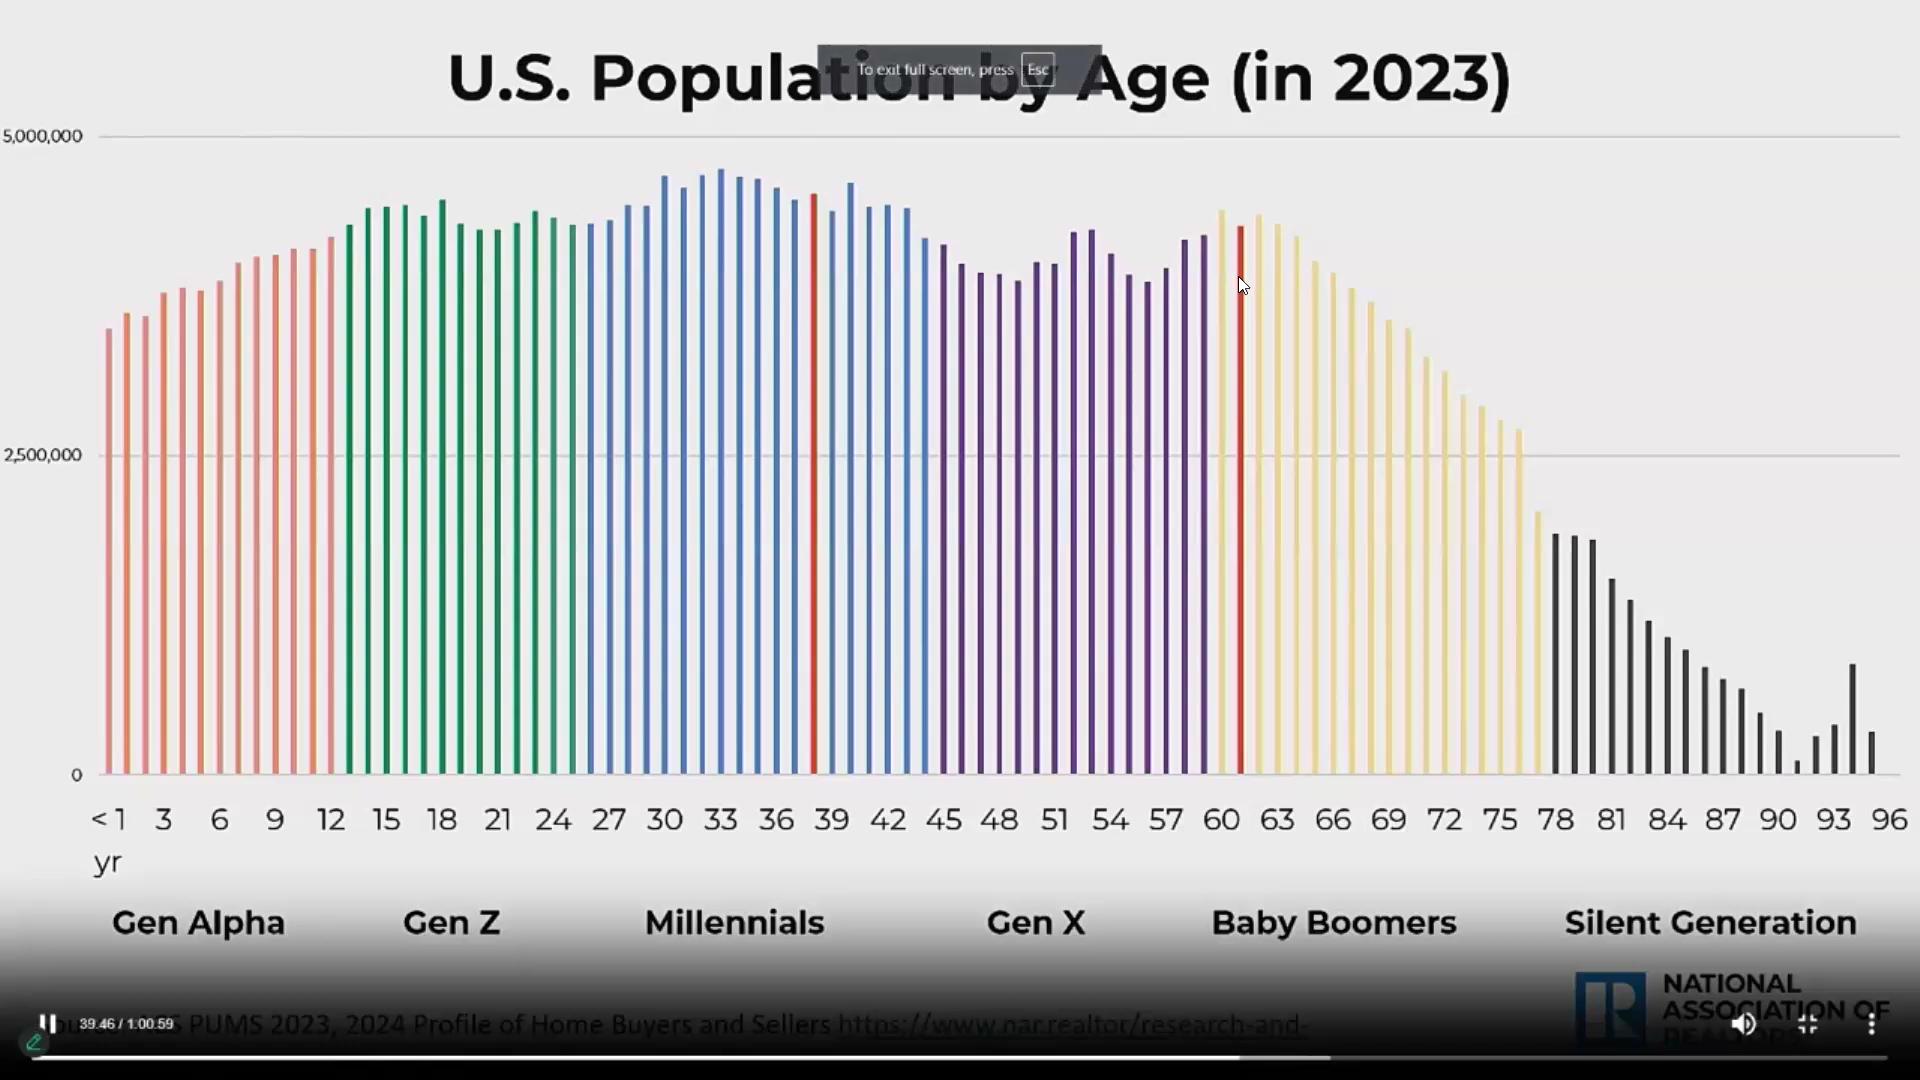 U.S. Population by Age (in 2023)
To exit full screen, press Esc
5,000,000
2,500,000
0
<1 3 6 9 12 15 18 21 24 27 30 33 36 39 42 45 48 51 54 57 60 63 66 69 72 75 78 81 84 87 90 93 96
yr
Gen Alpha Gen Z Millennials Gen X Baby Boomers Silent Generation
NATIONAL
ASSOCIATION OF
REALTORS
39.46 / 1:00.59
PUMS 2023, 2024 Profile of Home Buyers and Sellers https://www.nar.realtor/research-and-